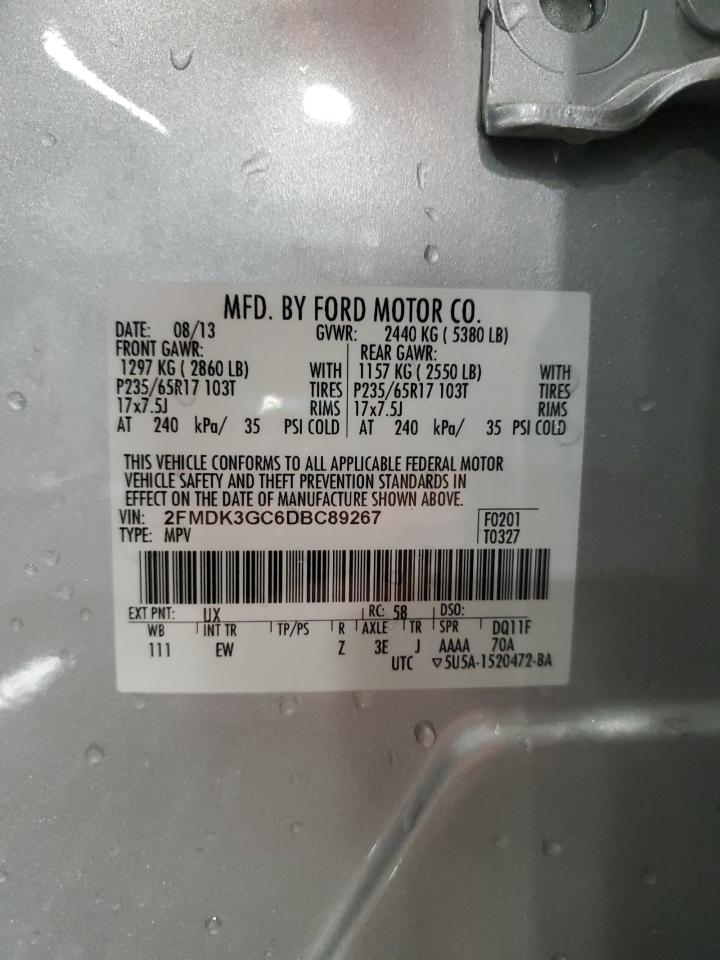 MFD. BY FORD MOTOR CO.
DATE: 08/13 GVWR: 2440 KG ( 5380 LB)
FRONT GAWR: REAR GAWR:
1297 KG ( 2860 LB) WITH 1157 KG ( 2550 LB) WITH
P235/65R17 103T TIRES P235/65R17 103T TIRES
17x7.5J RIMS 17x7.5J RIMS
AT 240 kPa/ 35 PSI COLD AT 240 kPa/ 35 PSI COLD
THIS VEHICLE CONFORMS TO ALL APPLICABLE FEDERAL MOTOR
VEHICLE SAFETY AND THEFT PREVENTION STANDARDS IN
EFFECT ON THE DATE OF MANUFACTURE SHOWN ABOVE.
VIN: 2FMDK3GC6DBC89267 F0201
TYPE: MPV T0327
EXT PNT: UX RC: 58 DSO:
WB INT TR TP/PS R AXLE TR SPR DQ11F
111 EW Z 3E J AAAA 70A
UTC ▽5U5A-1520472-BA